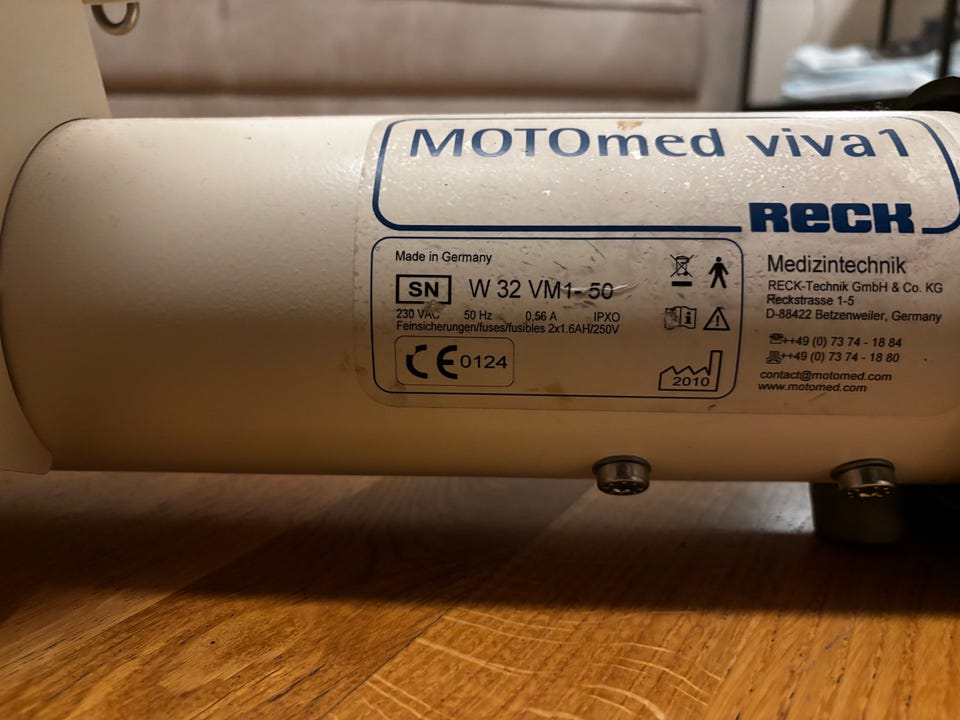 MOTOmed viva1
RECK
Made in Germany
SN W 32 VM1- 50
230 VAC 50 Hz 0,56 A IPXO
Feinsicherungen/fuses/fusibles 2x1.6AH/250V
CE 0124
2010
Medizintechnik
RECK-Technik GmbH & Co. KG
Reckstrasse 1-5
D-88422 Betzenweiler, Germany
++49 (0) 73 74 - 18 84
++49 (0) 73 74 - 18 80
contact@motomed.com
www.motomed.com